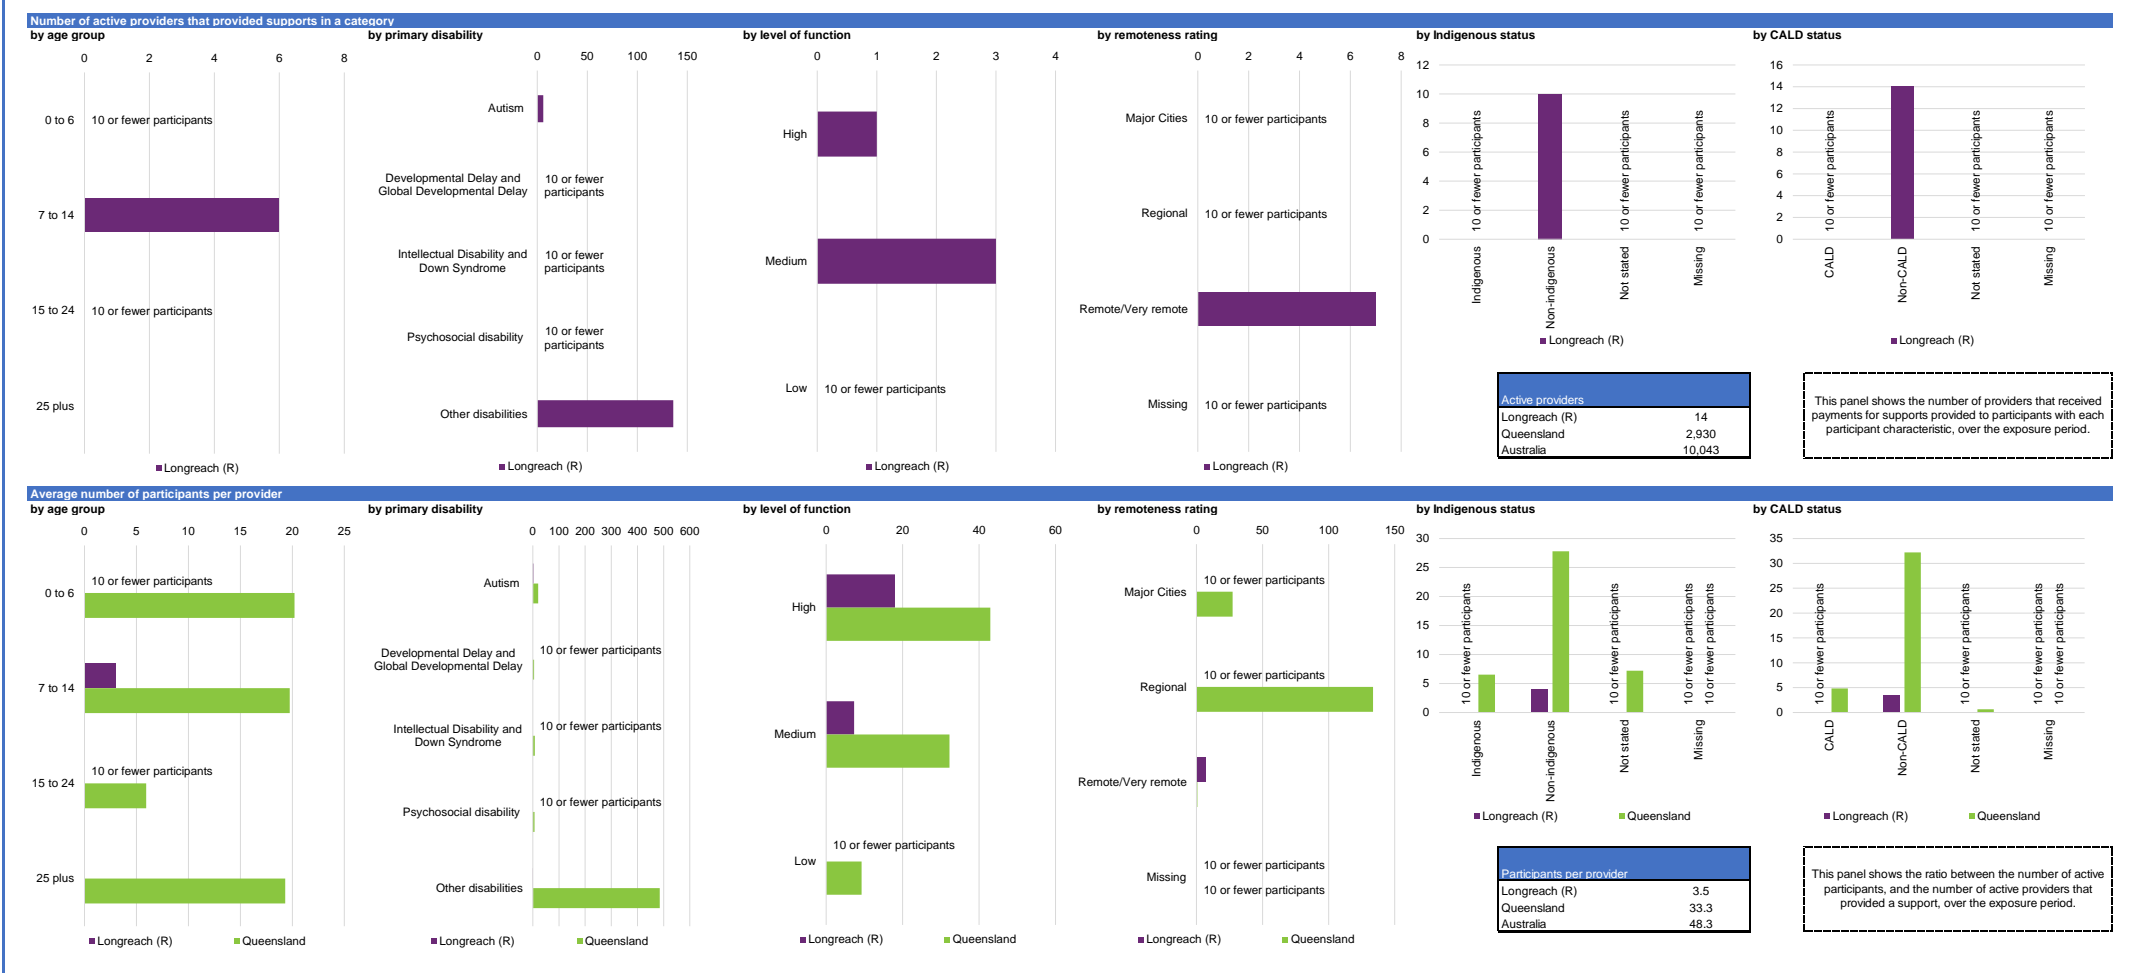 Number of active providers that provided supports in a category
by age group
0 2 4 6 8
0 to 6
10 or fewer participants
7 to 14
15 to 24
10 or fewer participants
25 plus
Longreach (R)
by primary disability
0 50 100 150
Autism
Developmental Delay and
Global Developmental Delay
10 or fewer
participants
Intellectual Disability and
Down Syndrome
10 or fewer
participants
Psychosocial disability
10 or fewer
participants
Other disabilities
Longreach (R)
by level of function
0 1 2 3 4
High
Medium
Low
10 or fewer participants
Longreach (R)
by remoteness rating
0 2 4 6 8
Major Cities
10 or fewer participants
Regional
10 or fewer participants
Remote/Very remote
Missing
10 or fewer participants
Longreach (R)
by Indigenous status
12
10
8
6
4
2
0
10 or fewer participants
10 or fewer participants
10 or fewer participants
Indigenous
Non-indigenous
Not stated
Missing
Longreach (R)
by CALD status
16
14
12
10
8
6
4
2
0
10 or fewer participants
10 or fewer participants
10 or fewer participants
CALD
Non-CALD
Not stated
Missing
Longreach (R)
Active providers
Longreach (R) 14
Queensland 2,930
Australia 10,043
This panel shows the number of providers that received
payments for supports provided to participants with each
participant characteristic, over the exposure period.
Average number of participants per provider
by age group
0 5 10 15 20 25
0 to 6
10 or fewer participants
7 to 14
15 to 24
10 or fewer participants
25 plus
Longreach (R) Queensland
by primary disability
0 100 200 300 400 500 600
Autism
Developmental Delay and
Global Developmental Delay
10 or fewer participants
Intellectual Disability and
Down Syndrome
10 or fewer participants
Psychosocial disability
10 or fewer participants
Other disabilities
Longreach (R) Queensland
by level of function
0 20 40 60
High
Medium
Low
10 or fewer participants
Longreach (R) Queensland
by remoteness rating
0 50 100 150
Major Cities
10 or fewer participants
Regional
10 or fewer participants
Remote/Very remote
Missing
10 or fewer participants
10 or fewer participants
Longreach (R) Queensland
by Indigenous status
30
25
20
15
10
5
0
10 or fewer participants
10 or fewer participants
10 or fewer participants
10 or fewer participants
Indigenous
Non-indigenous
Not stated
Missing
Longreach (R) Queensland
by CALD status
35
30
25
20
15
10
5
0
10 or fewer participants
10 or fewer participants
10 or fewer participants
10 or fewer participants
CALD
Non-CALD
Not stated
Missing
Longreach (R) Queensland
Participants per provider
Longreach (R) 3.5
Queensland 33.3
Australia 48.3
This panel shows the ratio between the number of active
participants, and the number of active providers that
provided a support, over the exposure period.